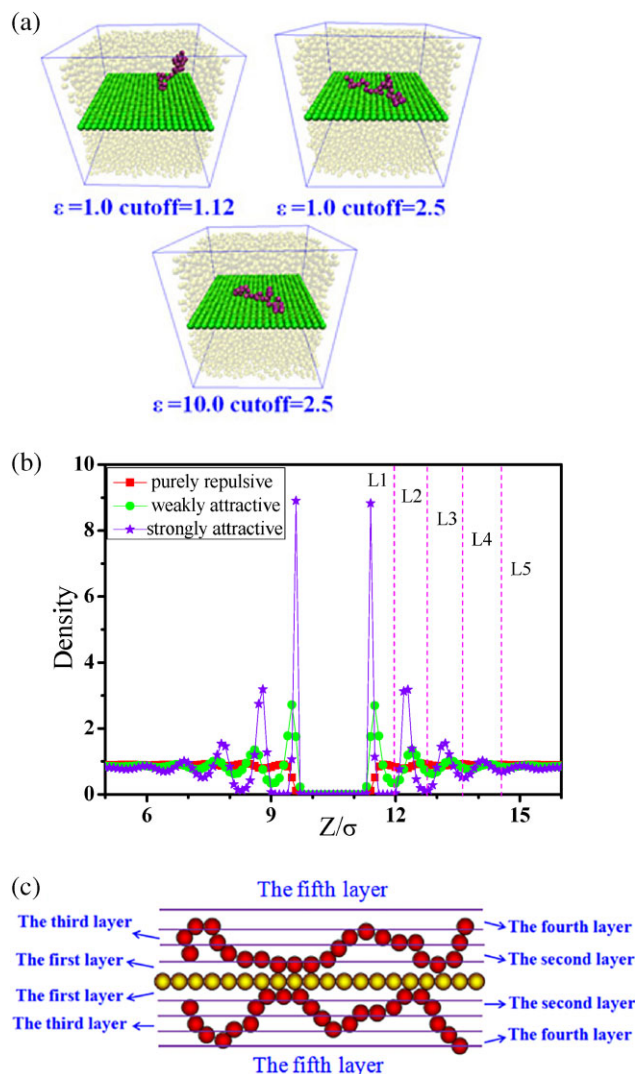 (a)
ε=1.0 cutoff=1.12 ε=1.0 cutoff=2.5
ε=10.0 cutoff=2.5
(b)
10
8
6
4
2
0
Density
purely repulsive
weakly attractive
strongly attractive
L1
L2
L3
L4
L5
6 9 12 15
Z/σ
(c)
The fifth layer
The third layer
The fourth layer
The first layer
The second layer
The first layer
The second layer
The third layer
The fourth layer
The fifth layer